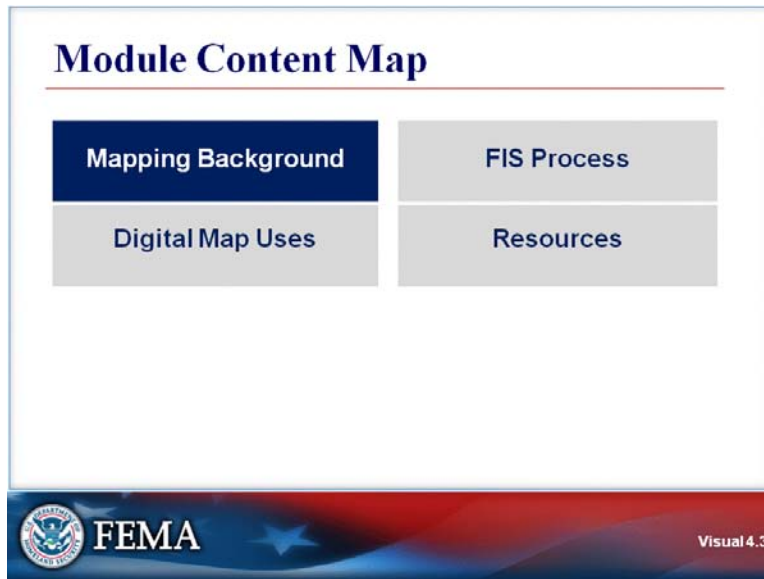 Module Content Map
Mapping Background
FIS Process
Digital Map Uses
Resources
FEMA
Visual 4.3